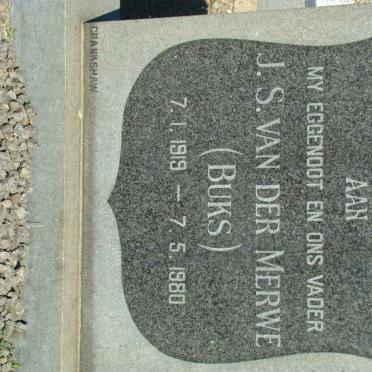 AAN
MY EGGENOOT EN ONS VADER
J. S. VAN DER MERWE
(BUKS)
7. 1. 1919 — 7. 5. 1980
CRANKSHAW